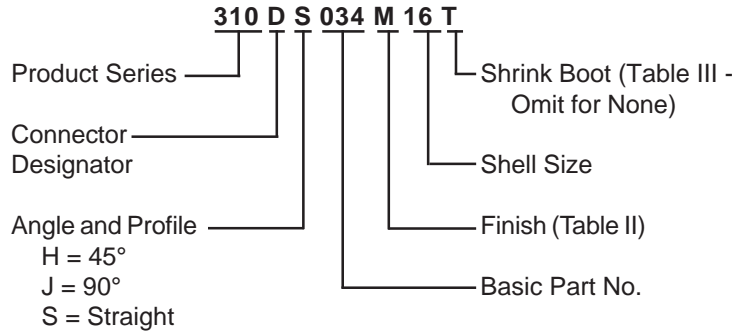 310 D S 034 M 16 T
Product Series
Connector
Designator
Angle and Profile
H = 45°
J = 90°
S = Straight
Shrink Boot (Table III -
Omit for None)
Shell Size
Finish (Table II)
Basic Part No.